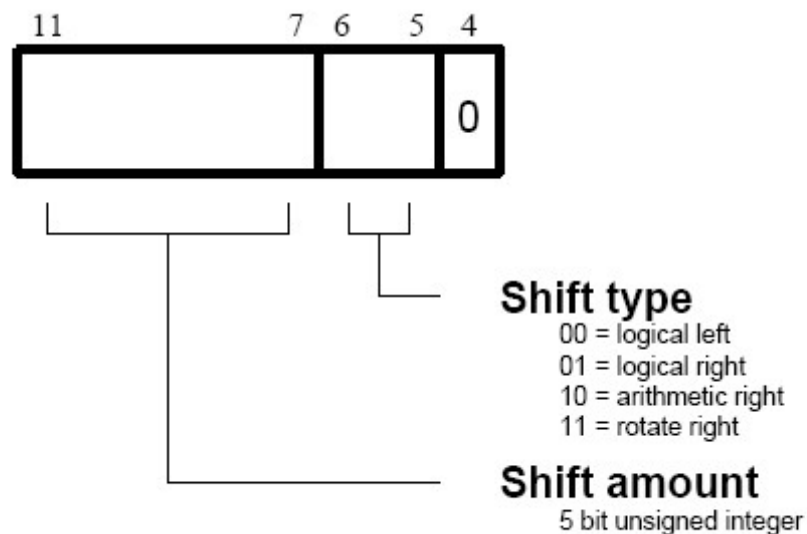 11 7 6 5 4
0
Shift type
00 = logical left
01 = logical right
10 = arithmetic right
11 = rotate right
Shift amount
5 bit unsigned integer